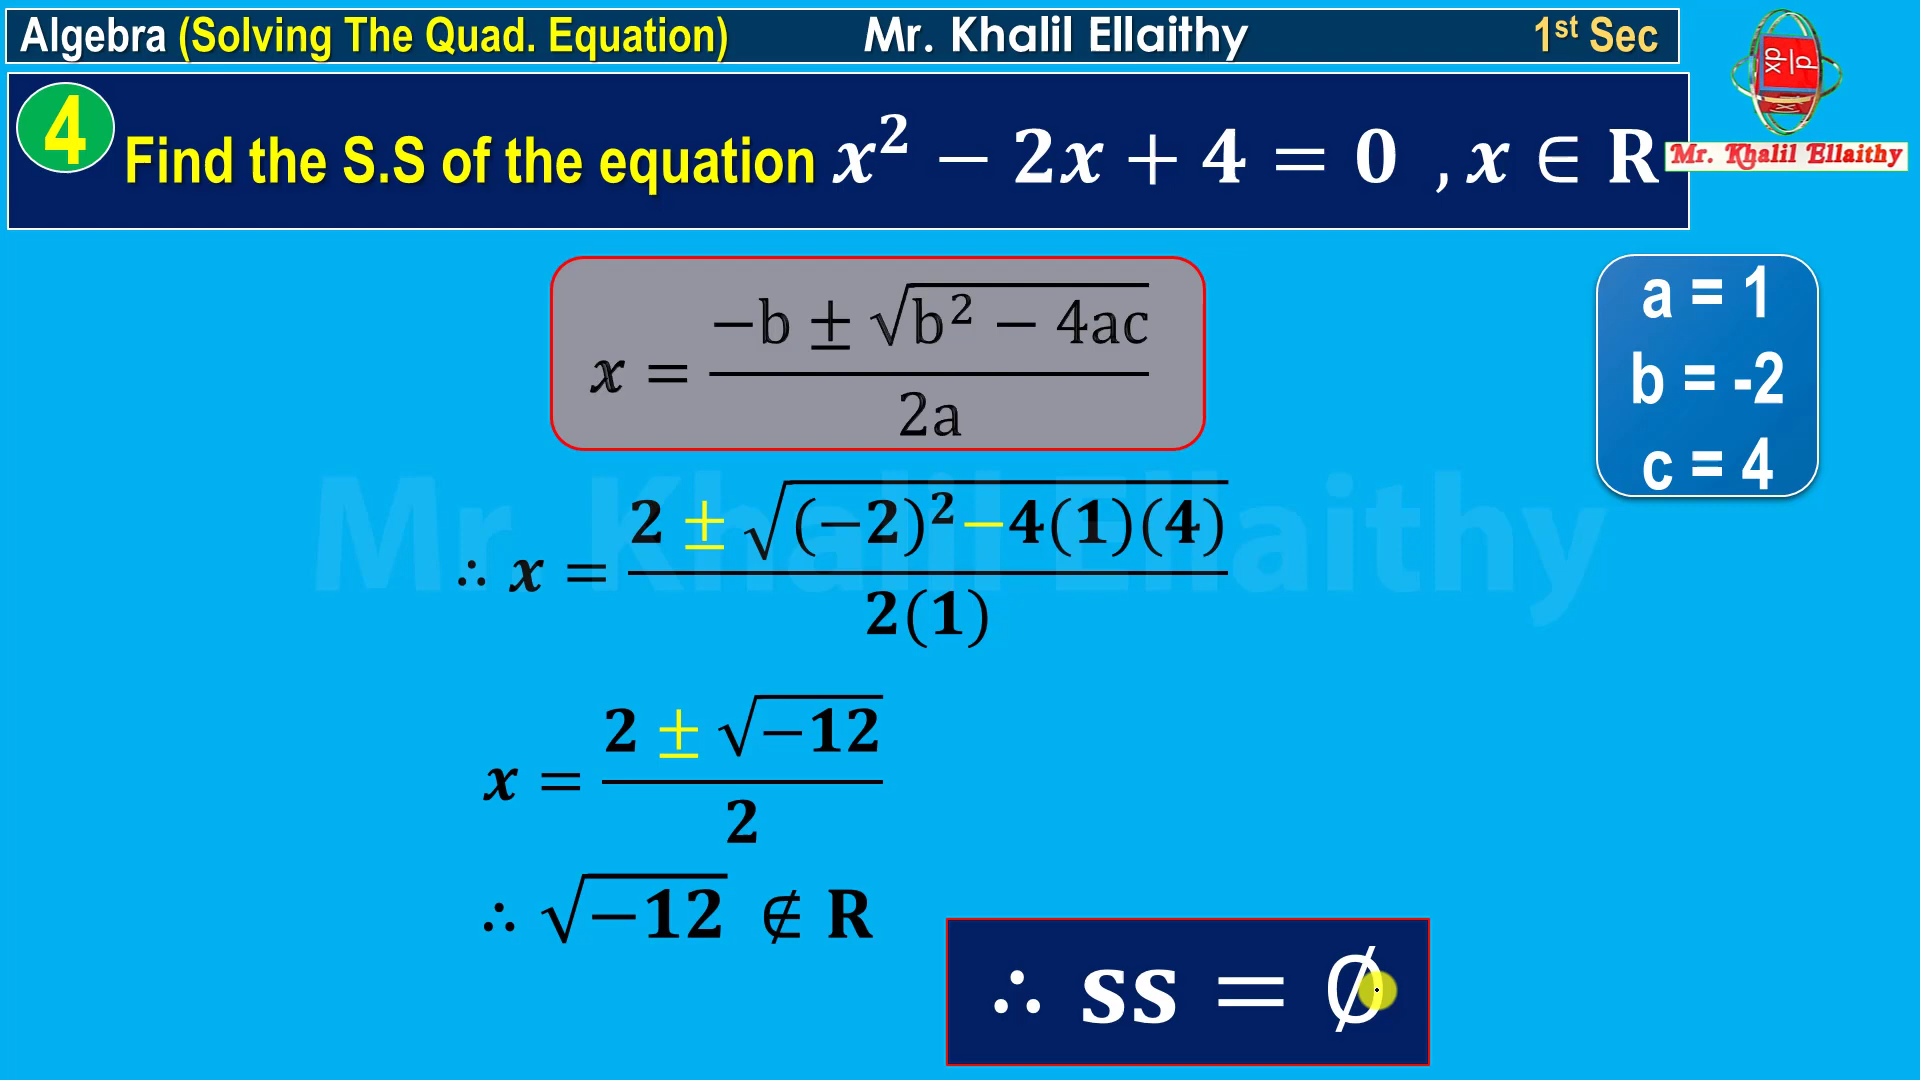 Algebra (Solving The Quad. Equation) Mr. Khalil Ellaithy 1st Sec
d/dx
4 Find the S.S of the equation x² − 2x + 4 = 0 , x ∈ R
Mr. Khalil Ellaithy
x = (−b ± √(b² − 4ac)) / 2a
a = 1
b = -2
c = 4
Mr. Khalil Ellaithy
∴ x = (2 ± √((−2)²−4(1)(4))) / 2(1)
x = (2 ± √−12) / 2
∴ √−12 ∉ R
∴ ss = ∅